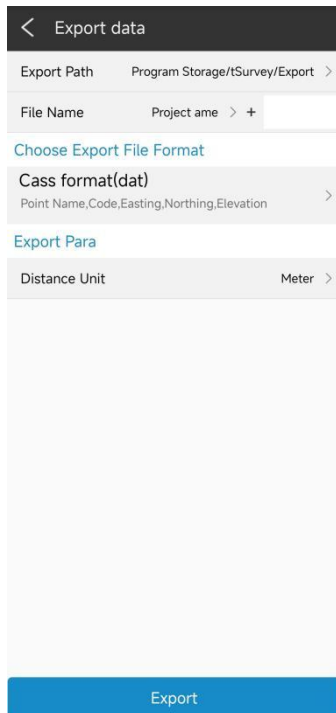 Export data
Export Path Program Storage/tSurvey/Export
File Name Project ame +
Choose Export File Format
Cass format(dat)
Point Name,Code,Easting,Northing,Elevation
Export Para
Distance Unit Meter
Export